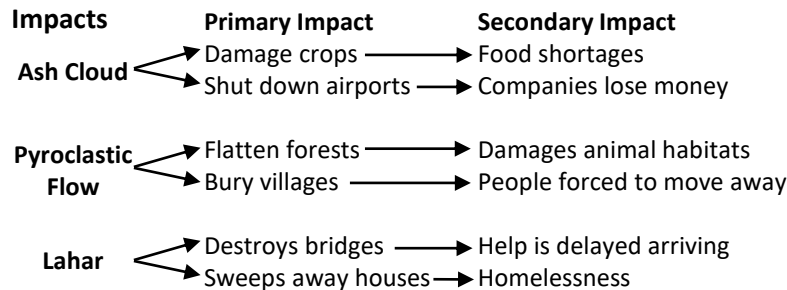 Impacts Primary Impact Secondary Impact
Ash Cloud
Damage crops Food shortages
Shut down airports Companies lose money
Pyroclastic
Flow
Flatten forests Damages animal habitats
Bury villages People forced to move away
Lahar
Destroys bridges Help is delayed arriving
Sweeps away houses Homelessness